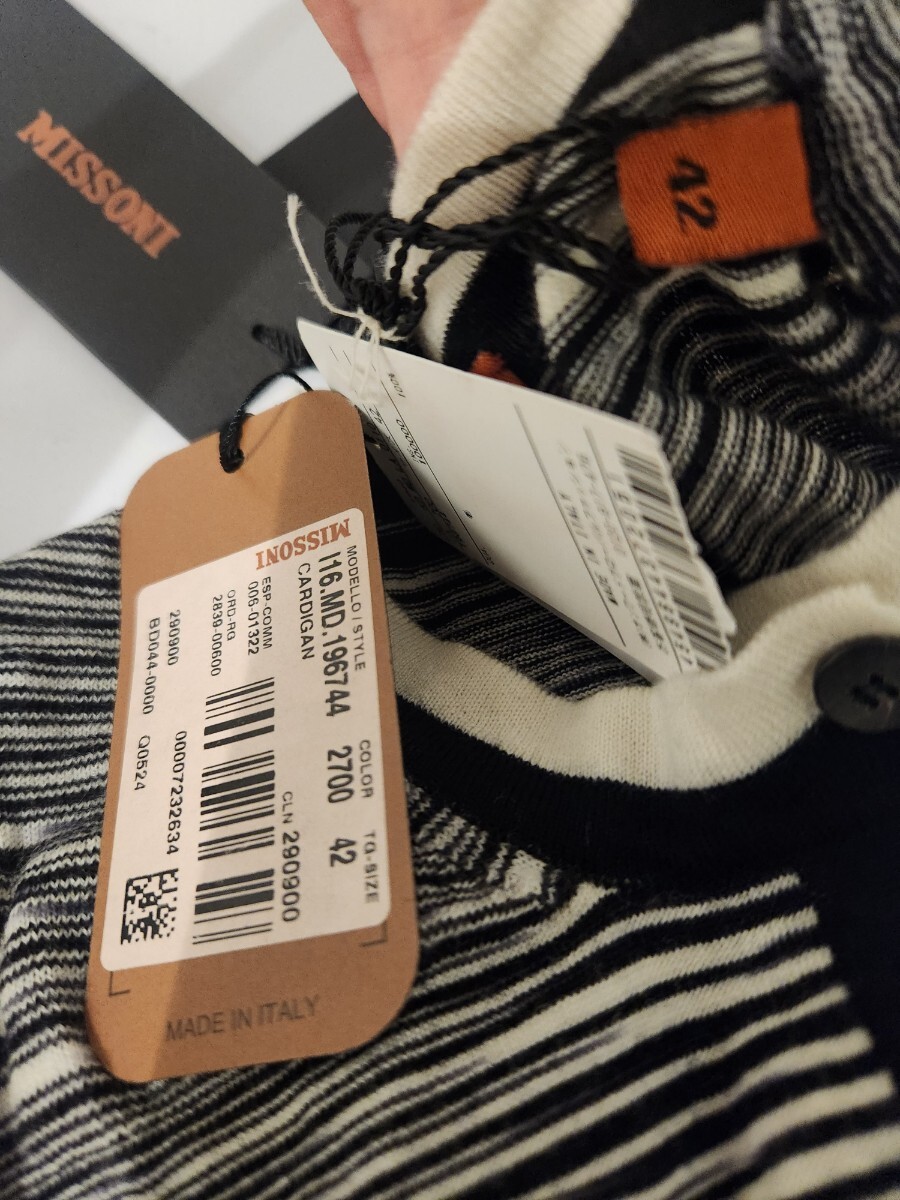 MISSONI
42
MISSONI
MODELLO / STYLE
COLOR
TG-SIZE
I16.MD.196744
2700
42
CARDIGAN
ESP-COMM
006-01322
CLN 290900
ORD-RG
2839-00600
290900
00007232634
BD044-0000
Q0524
MADE IN ITALY